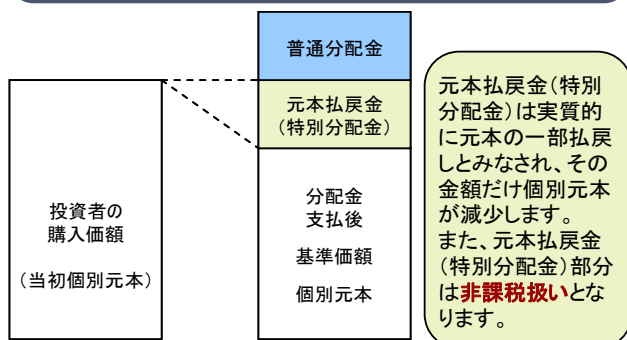 普通分配金
元本払戻金
(特別分配金)
分配金
支払後
基準価額
個別元本
投資者の
購入価額
(当初個別元本)
元本払戻金(特別
分配金)は実質的
に元本の一部払戻
しとみなされ、その
金額だけ個別元本
が減少します。
また、元本払戻金
(特別分配金)部分
は非課税扱いとな
ります。